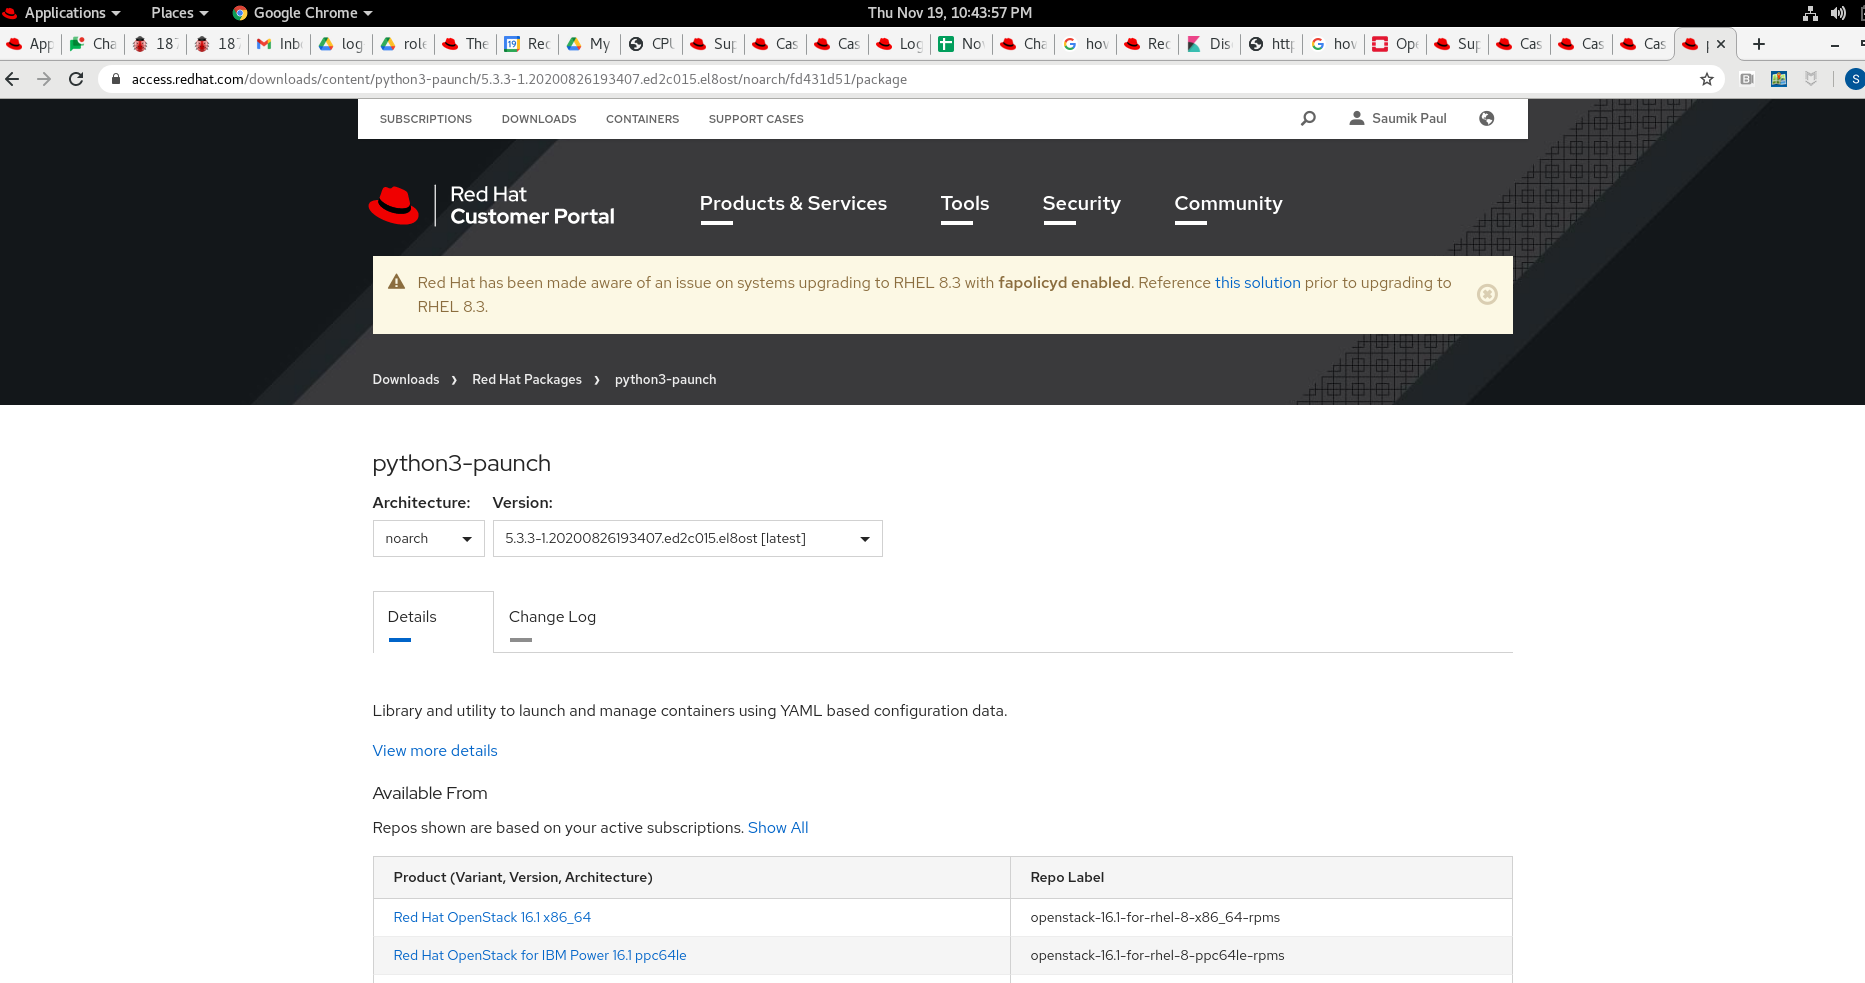 Applications Places Google Chrome Thu Nov 19, 10:43:57 PM
App Cha 187 187 Inb log role The Rec My CPU Sup Cas Cas Log Nov Cha how Rec Dis http how Ope Sup Cas Cas Cas
access.redhat.com/downloads/content/python3-paunch/5.3.3-1.20200826193407.ed2c015.el8ost/noarch/fd431d51/package
SUBSCRIPTIONS DOWNLOADS CONTAINERS SUPPORT CASES Saumik Paul
Red Hat
Customer Portal
Products & Services Tools Security Community
Red Hat has been made aware of an issue on systems upgrading to RHEL 8.3 with fapolicyd enabled. Reference this solution prior to upgrading to
RHEL 8.3.
Downloads Red Hat Packages python3-paunch
python3-paunch
Architecture: Version:
noarch 5.3.3-1.20200826193407.ed2c015.el8ost [latest]
Details Change Log
Library and utility to launch and manage containers using YAML based configuration data.
View more details
Available From
Repos shown are based on your active subscriptions. Show All
Product (Variant, Version, Architecture) Repo Label
Red Hat OpenStack 16.1 x86_64 openstack-16.1-for-rhel-8-x86_64-rpms
Red Hat OpenStack for IBM Power 16.1 ppc64le openstack-16.1-for-rhel-8-ppc64le-rpms